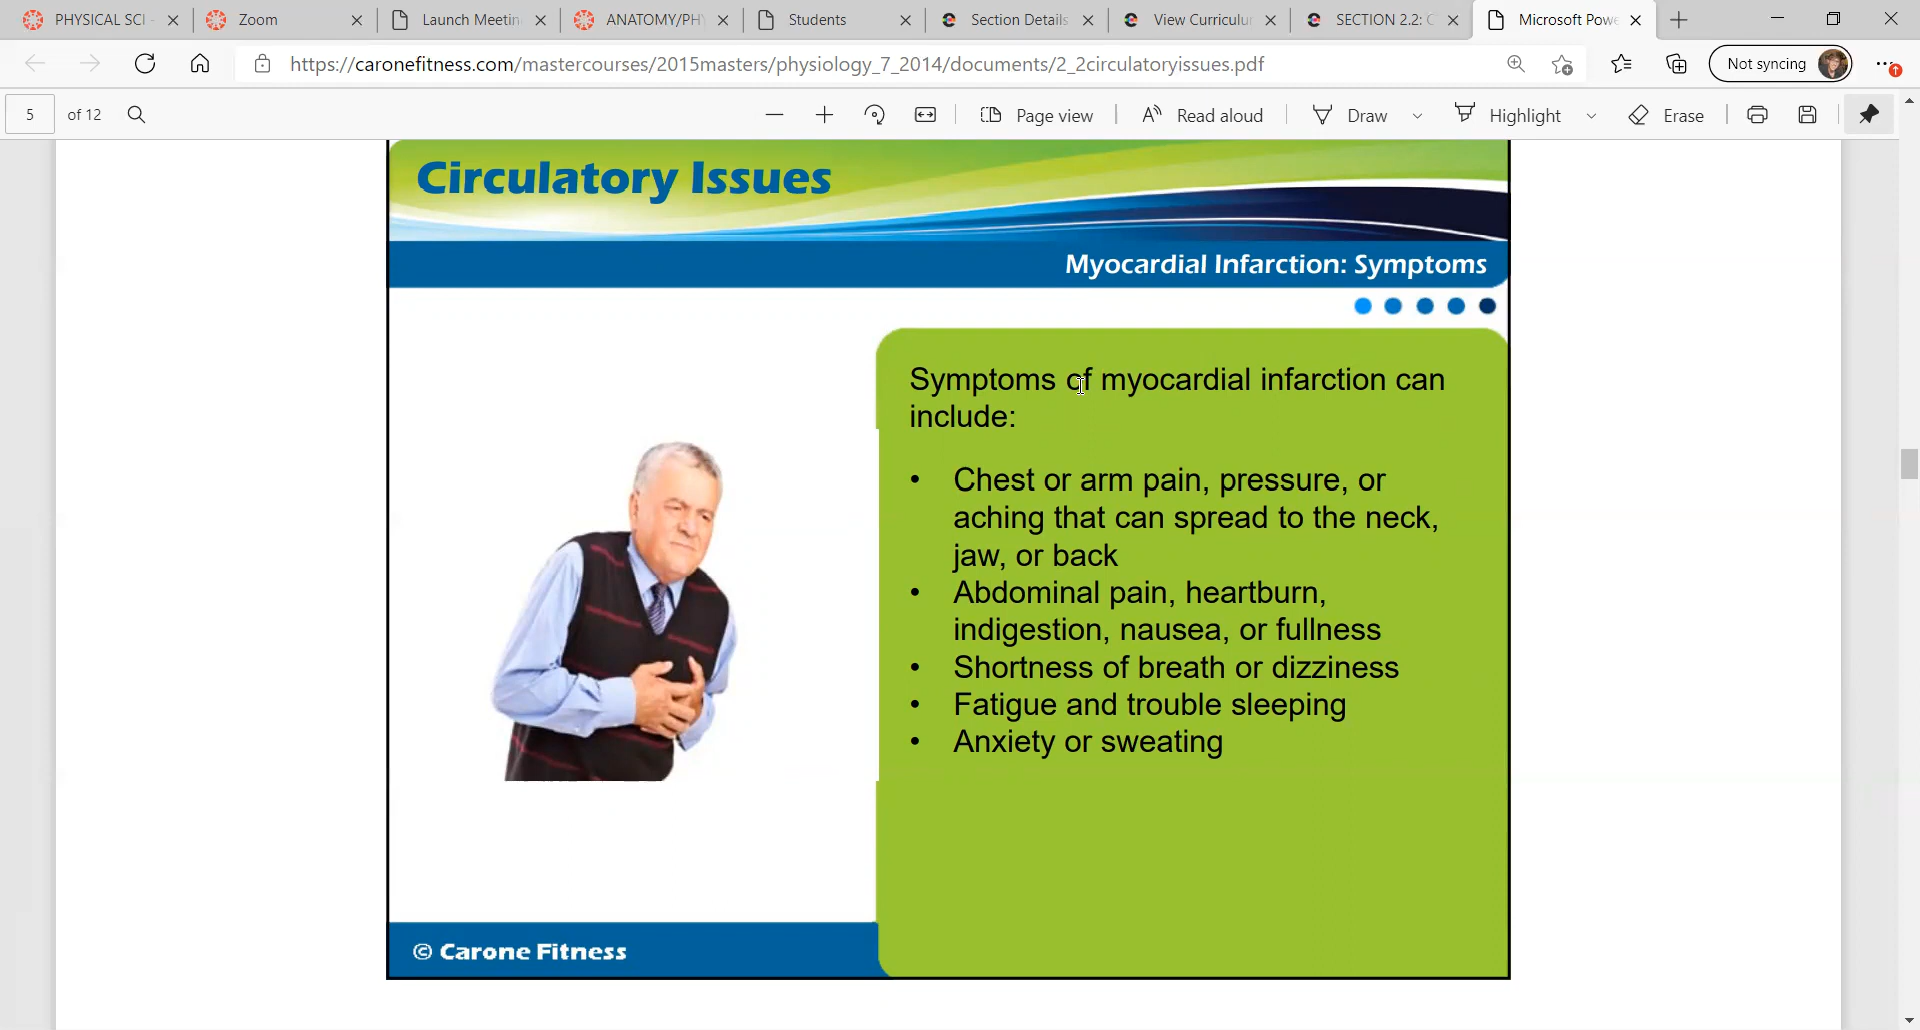 PHYSICAL SCI
Zoom
Launch Meetin
ANATOMY/PH
Students
Section Details
View Curriculu
SECTION 2.2: C
Microsoft Pow
https://caronefitness.com/mastercourses/2015masters/physiology_7_2014/documents/2_2circulatoryissues.pdf
Not syncing
5 of 12
Page view
Read aloud
Draw
Highlight
Erase
Circulatory Issues
Myocardial Infarction: Symptoms
Symptoms of myocardial infarction can
include:
• Chest or arm pain, pressure, or
aching that can spread to the neck,
jaw, or back
• Abdominal pain, heartburn,
indigestion, nausea, or fullness
• Shortness of breath or dizziness
• Fatigue and trouble sleeping
• Anxiety or sweating
© Carone Fitness